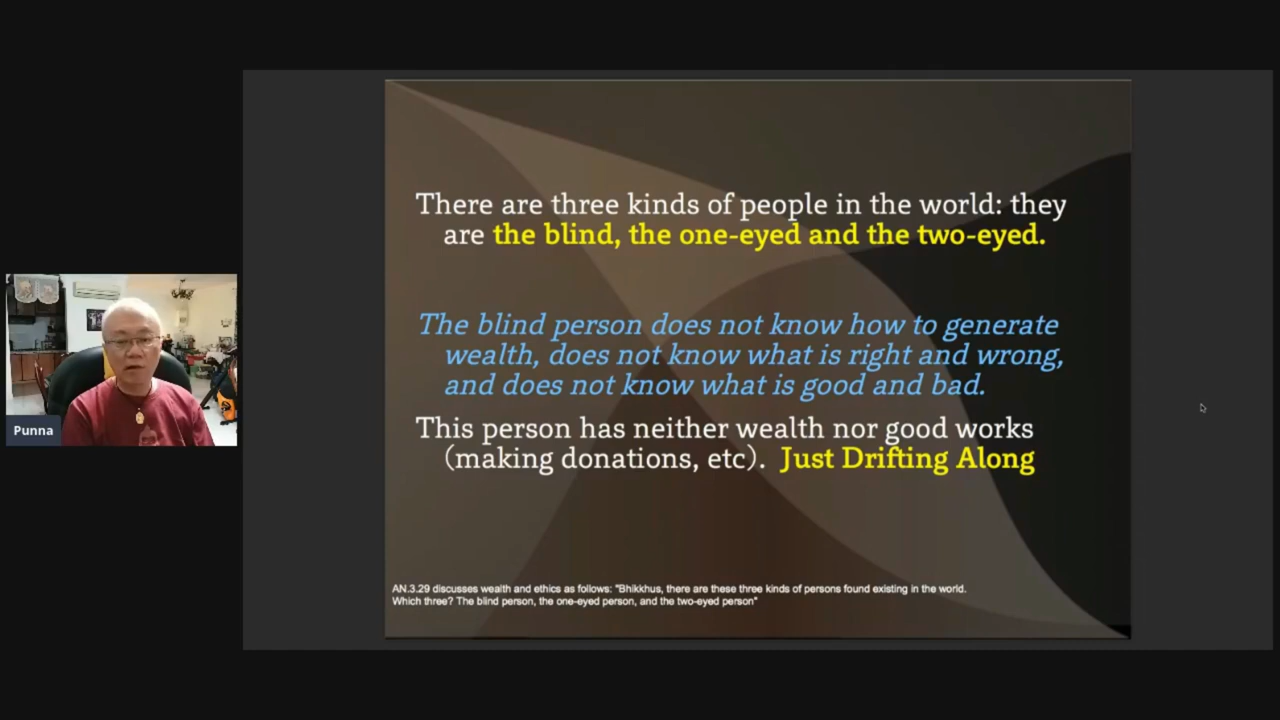 There are three kinds of people in the world: they
are the blind, the one-eyed and the two-eyed.
The blind person does not know how to generate
wealth, does not know what is right and wrong,
and does not know what is good and bad.
This person has neither wealth nor good works
(making donations, etc). Just Drifting Along
AN.3.29 discusses wealth and ethics as follows: "Bhikkhus, there are these three kinds of persons found existing in the world.
Which three? The blind person, the one-eyed person, and the two-eyed person"
Punna